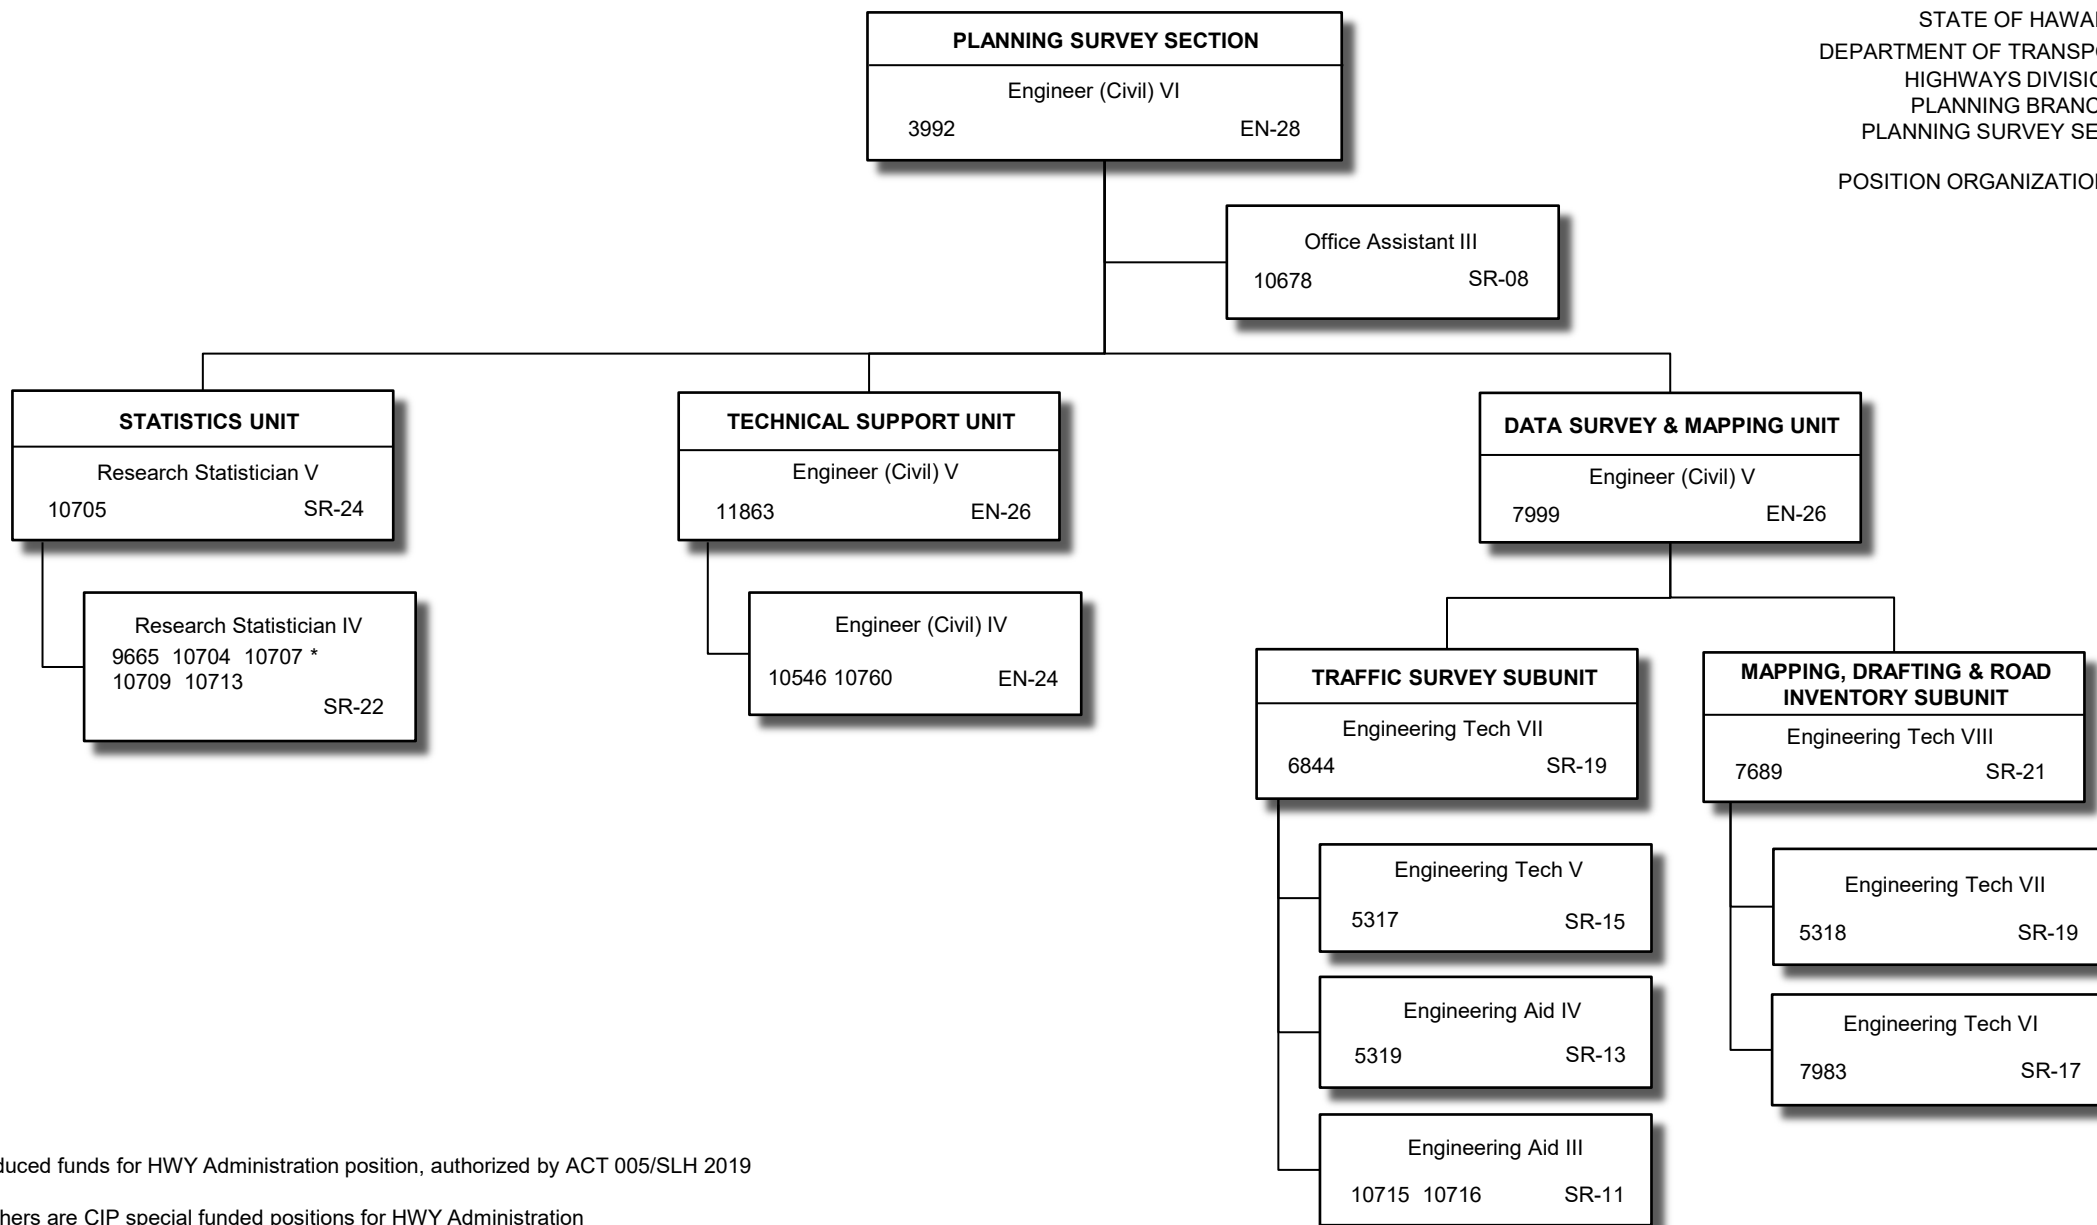 STATE OF HAWAI
DEPARTMENT OF TRANSPO
HIGHWAYS DIVISIO
PLANNING BRANC
PLANNING SURVEY SE
POSITION ORGANIZATION
PLANNING SURVEY SECTION
Engineer (Civil) VI
3992 EN-28
Office Assistant III
10678 SR-08
STATISTICS UNIT
Research Statistician V
10705 SR-24
Research Statistician IV
9665 10704 10707 *
10709 10713
SR-22
TECHNICAL SUPPORT UNIT
Engineer (Civil) V
11863 EN-26
Engineer (Civil) IV
10546 10760 EN-24
DATA SURVEY & MAPPING UNIT
Engineer (Civil) V
7999 EN-26
TRAFFIC SURVEY SUBUNIT
Engineering Tech VII
6844 SR-19
Engineering Tech V
5317 SR-15
Engineering Aid IV
5319 SR-13
Engineering Aid III
10715 10716 SR-11
MAPPING, DRAFTING & ROAD
INVENTORY SUBUNIT
Engineering Tech VIII
7689 SR-21
Engineering Tech VII
5318 SR-19
Engineering Tech VI
7983 SR-17
duced funds for HWY Administration position, authorized by ACT 005/SLH 2019
hers are CIP special funded positions for HWY Administration